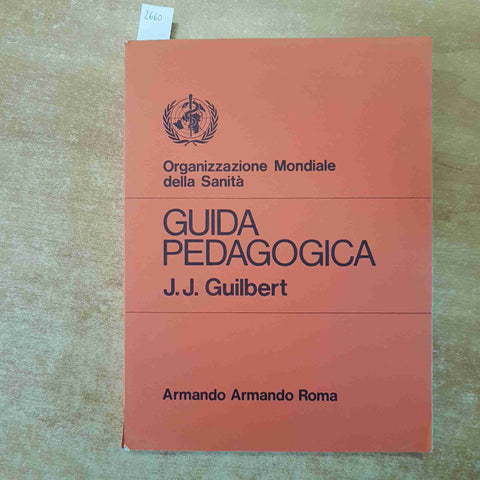 2660
Organizzazione Mondiale
della Sanità
GUIDA
PEDAGOGICA
J.J. Guilbert
Armando Armando Roma